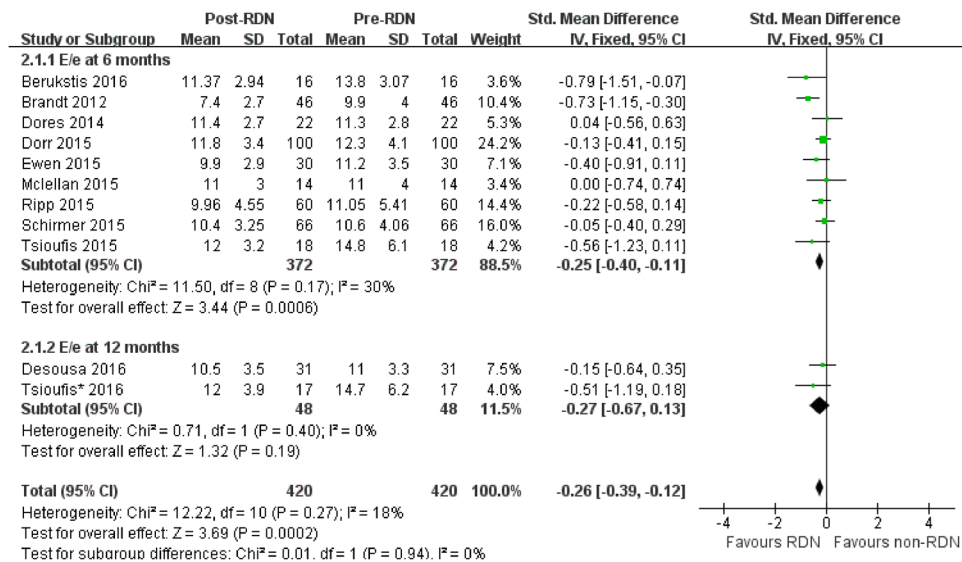 Post-RDN Pre-RDN Std. Mean Difference Std. Mean Difference
Study or Subgroup Mean SD Total Mean SD Total Weight IV, Fixed, 95% CI IV, Fixed, 95% CI
2.1.1 E/e at 6 months
Berukstis 2016 11.37 2.94 16 13.8 3.07 16 3.6% -0.79 [-1.51, -0.07]
Brandt 2012 7.4 2.7 46 9.9 4 46 10.4% -0.73 [-1.15, -0.30]
Dores 2014 11.4 2.7 22 11.3 2.8 22 5.3% 0.04 [-0.56, 0.63]
Dorr 2015 11.8 3.4 100 12.3 4.1 100 24.2% -0.13 [-0.41, 0.15]
Ewen 2015 9.9 2.9 30 11.2 3.5 30 7.1% -0.40 [-0.91, 0.11]
Mclellan 2015 11 3 14 11 4 14 3.4% 0.00 [-0.74, 0.74]
Ripp 2015 9.96 4.55 60 11.05 5.41 60 14.4% -0.22 [-0.58, 0.14]
Schirmer 2015 10.4 3.25 66 10.6 4.06 66 16.0% -0.05 [-0.40, 0.29]
Tsioufis 2015 12 3.2 18 14.8 6.1 18 4.2% -0.56 [-1.23, 0.11]
Subtotal (95% CI) 372 372 88.5% -0.25 [-0.40, -0.11]
Heterogeneity: Chi² = 11.50, df = 8 (P = 0.17); I² = 30%
Test for overall effect: Z = 3.44 (P = 0.0006)
2.1.2 E/e at 12 months
Desousa 2016 10.5 3.5 31 11 3.3 31 7.5% -0.15 [-0.64, 0.35]
Tsioufis* 2016 12 3.9 17 14.7 6.2 17 4.0% -0.51 [-1.19, 0.18]
Subtotal (95% CI) 48 48 11.5% -0.27 [-0.67, 0.13]
Heterogeneity: Chi² = 0.71, df = 1 (P = 0.40); I² = 0%
Test for overall effect: Z = 1.32 (P = 0.19)
Total (95% CI) 420 420 100.0% -0.26 [-0.39, -0.12]
Heterogeneity: Chi² = 12.22, df = 10 (P = 0.27); I² = 18%
Test for overall effect: Z = 3.69 (P = 0.0002)
Test for subgroup differences: Chi² = 0.01, df = 1 (P = 0.94), I² = 0%
-4 -2 0 2 4
Favours RDN Favours non-RDN